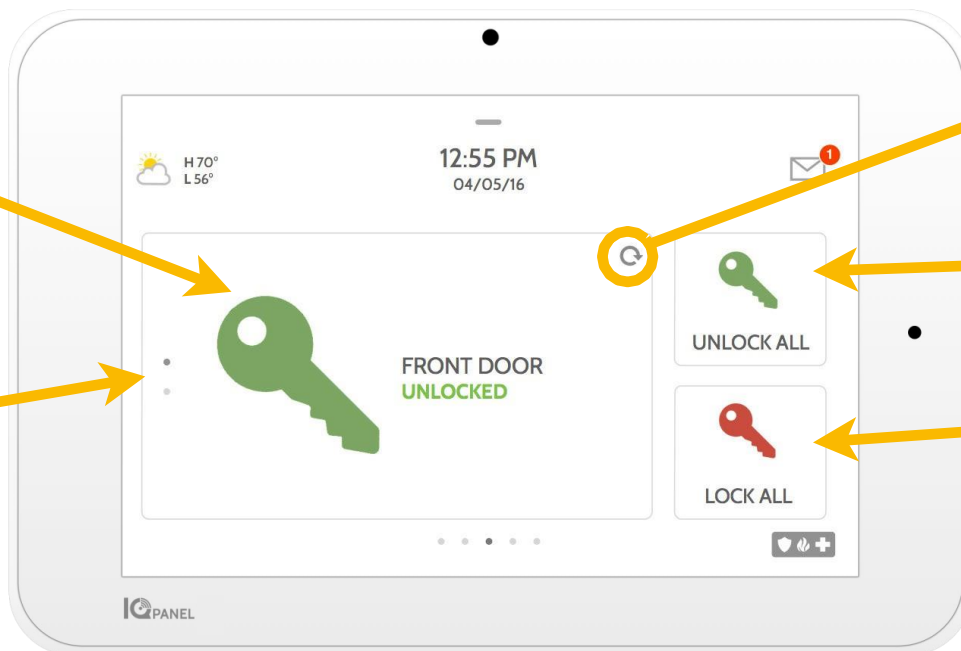 H 70°
L 56°
12:55 PM
04/05/16
1
FRONT DOOR
UNLOCKED
UNLOCK ALL
LOCK ALL
IQ PANEL